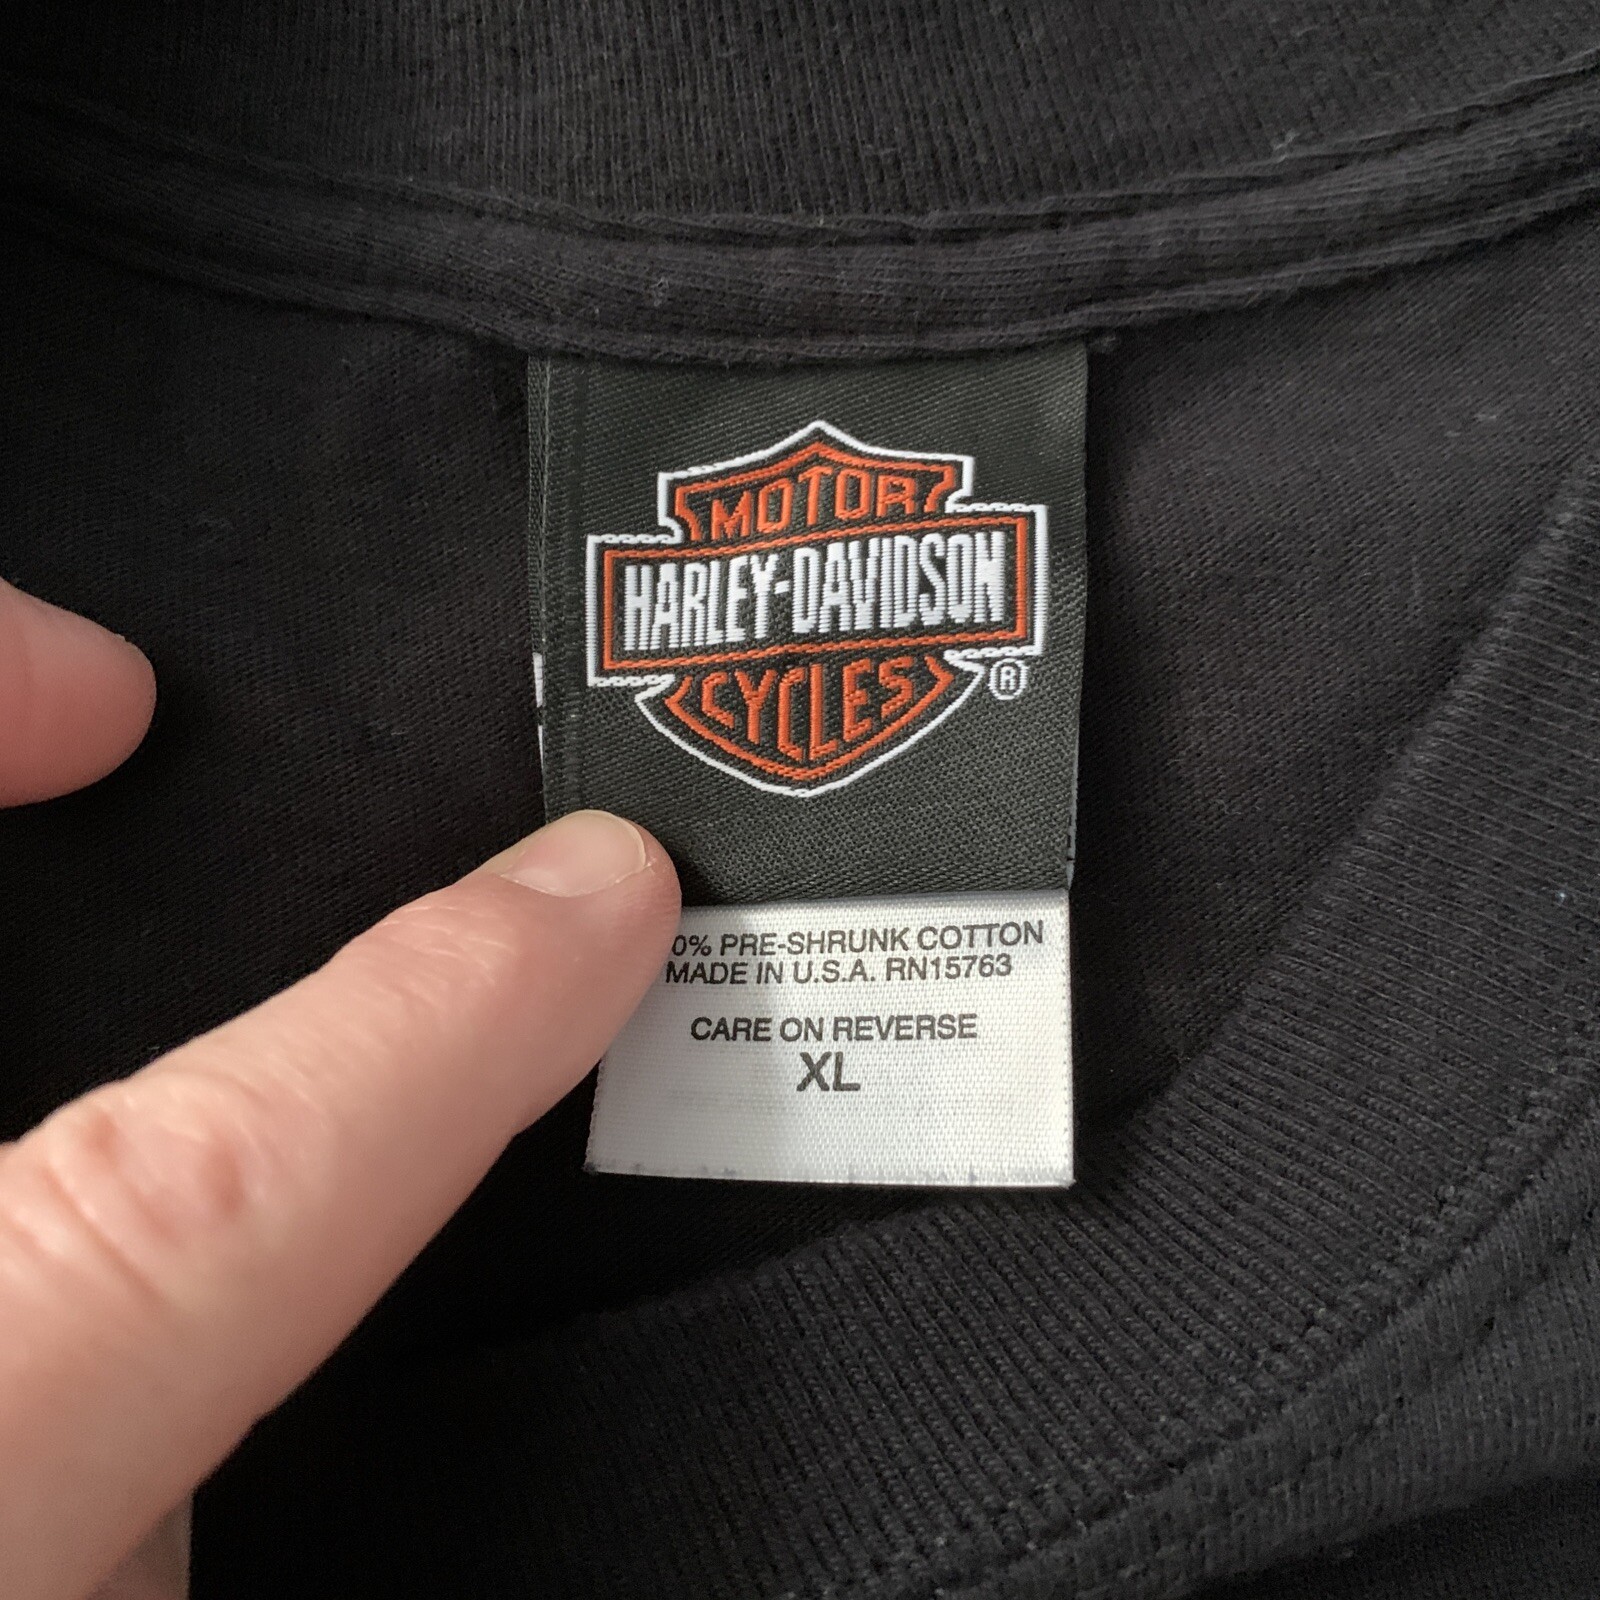 MOTOR
HARLEY-DAVIDSON
CYCLES
®
0% PRE-SHRUNK COTTON
MADE IN U.S.A. RN15763
CARE ON REVERSE
XL